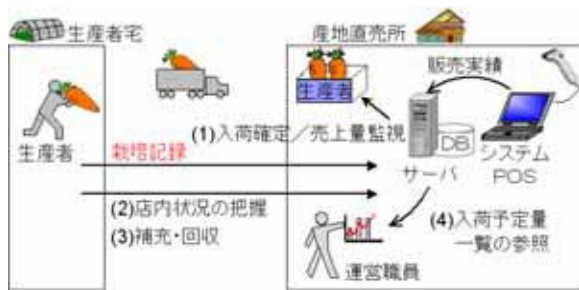 生産者宅
産地直売所
販売実績
生産者
(1)入荷確定／売上量監視
DB
生産者
栽培記録
サーバ
システム
POS
(2)店内状況の把握
(3)補充・回収
(4)入荷予定量
一覧の参照
運営職員